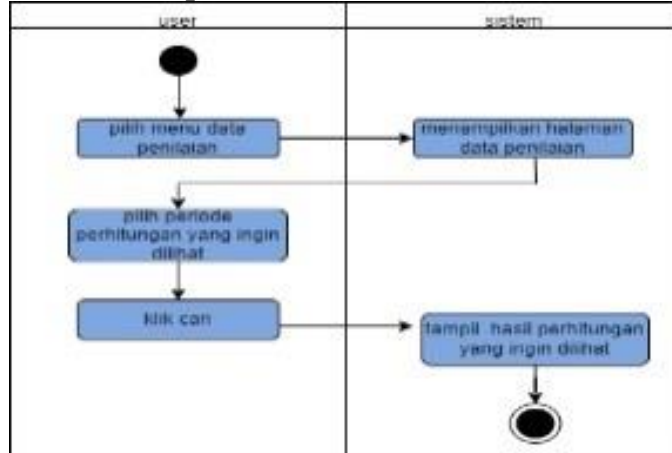 user
sistem
pilih menu data
penilaian
menampilkan halaman
data penilaian
pilih periode
perhitungan yang ingin
dilihat
klik cari
tampil hasil perhitungan
yang ingin dilihat